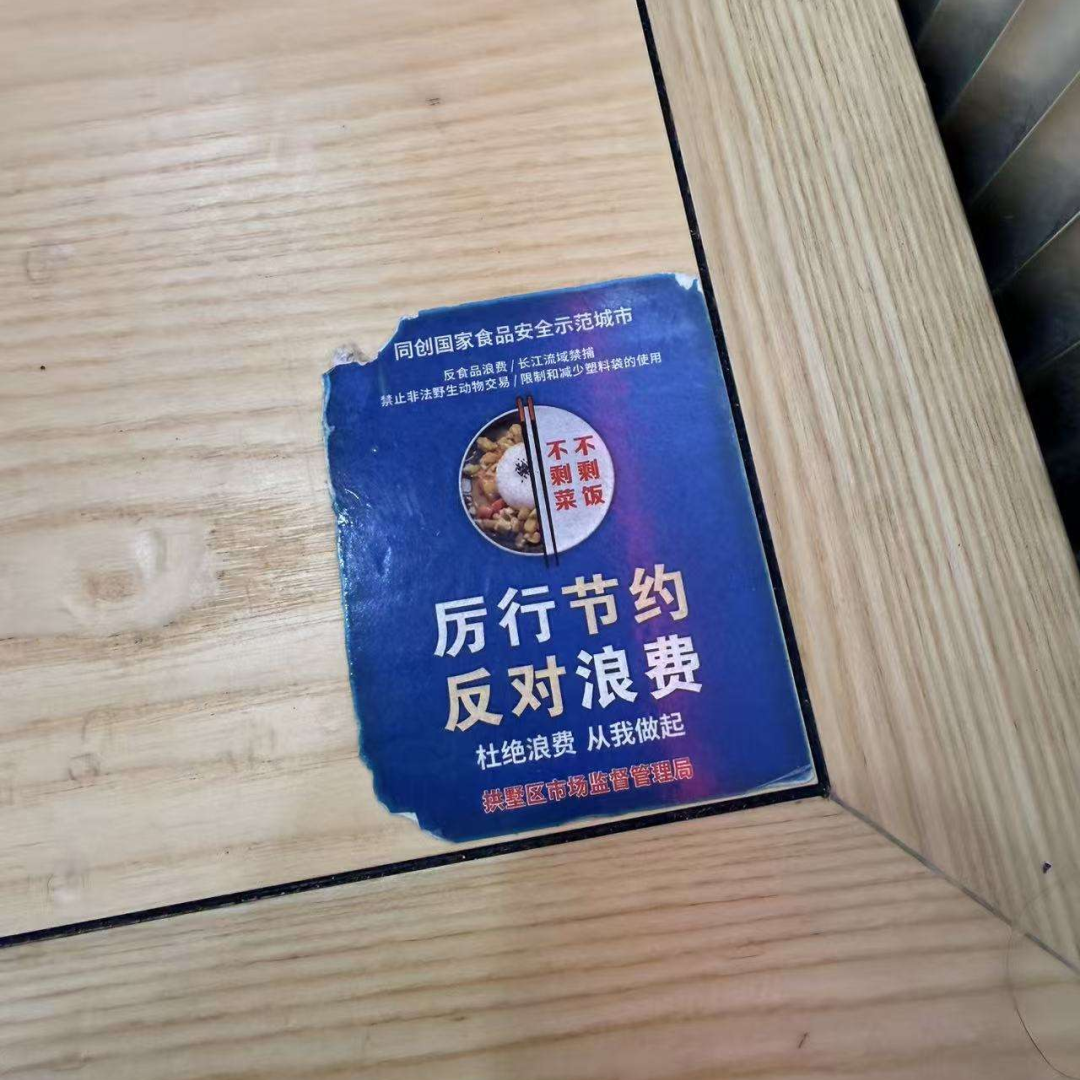 同创国家食品安全示范城市
反食品浪费/长江流域禁捕
禁止非法野生动物交易/限制和减少塑料袋的使用
不剩饭
不剩菜
厉行节约
反对浪费
杜绝浪费 从我做起
拱墅区市场监督管理局